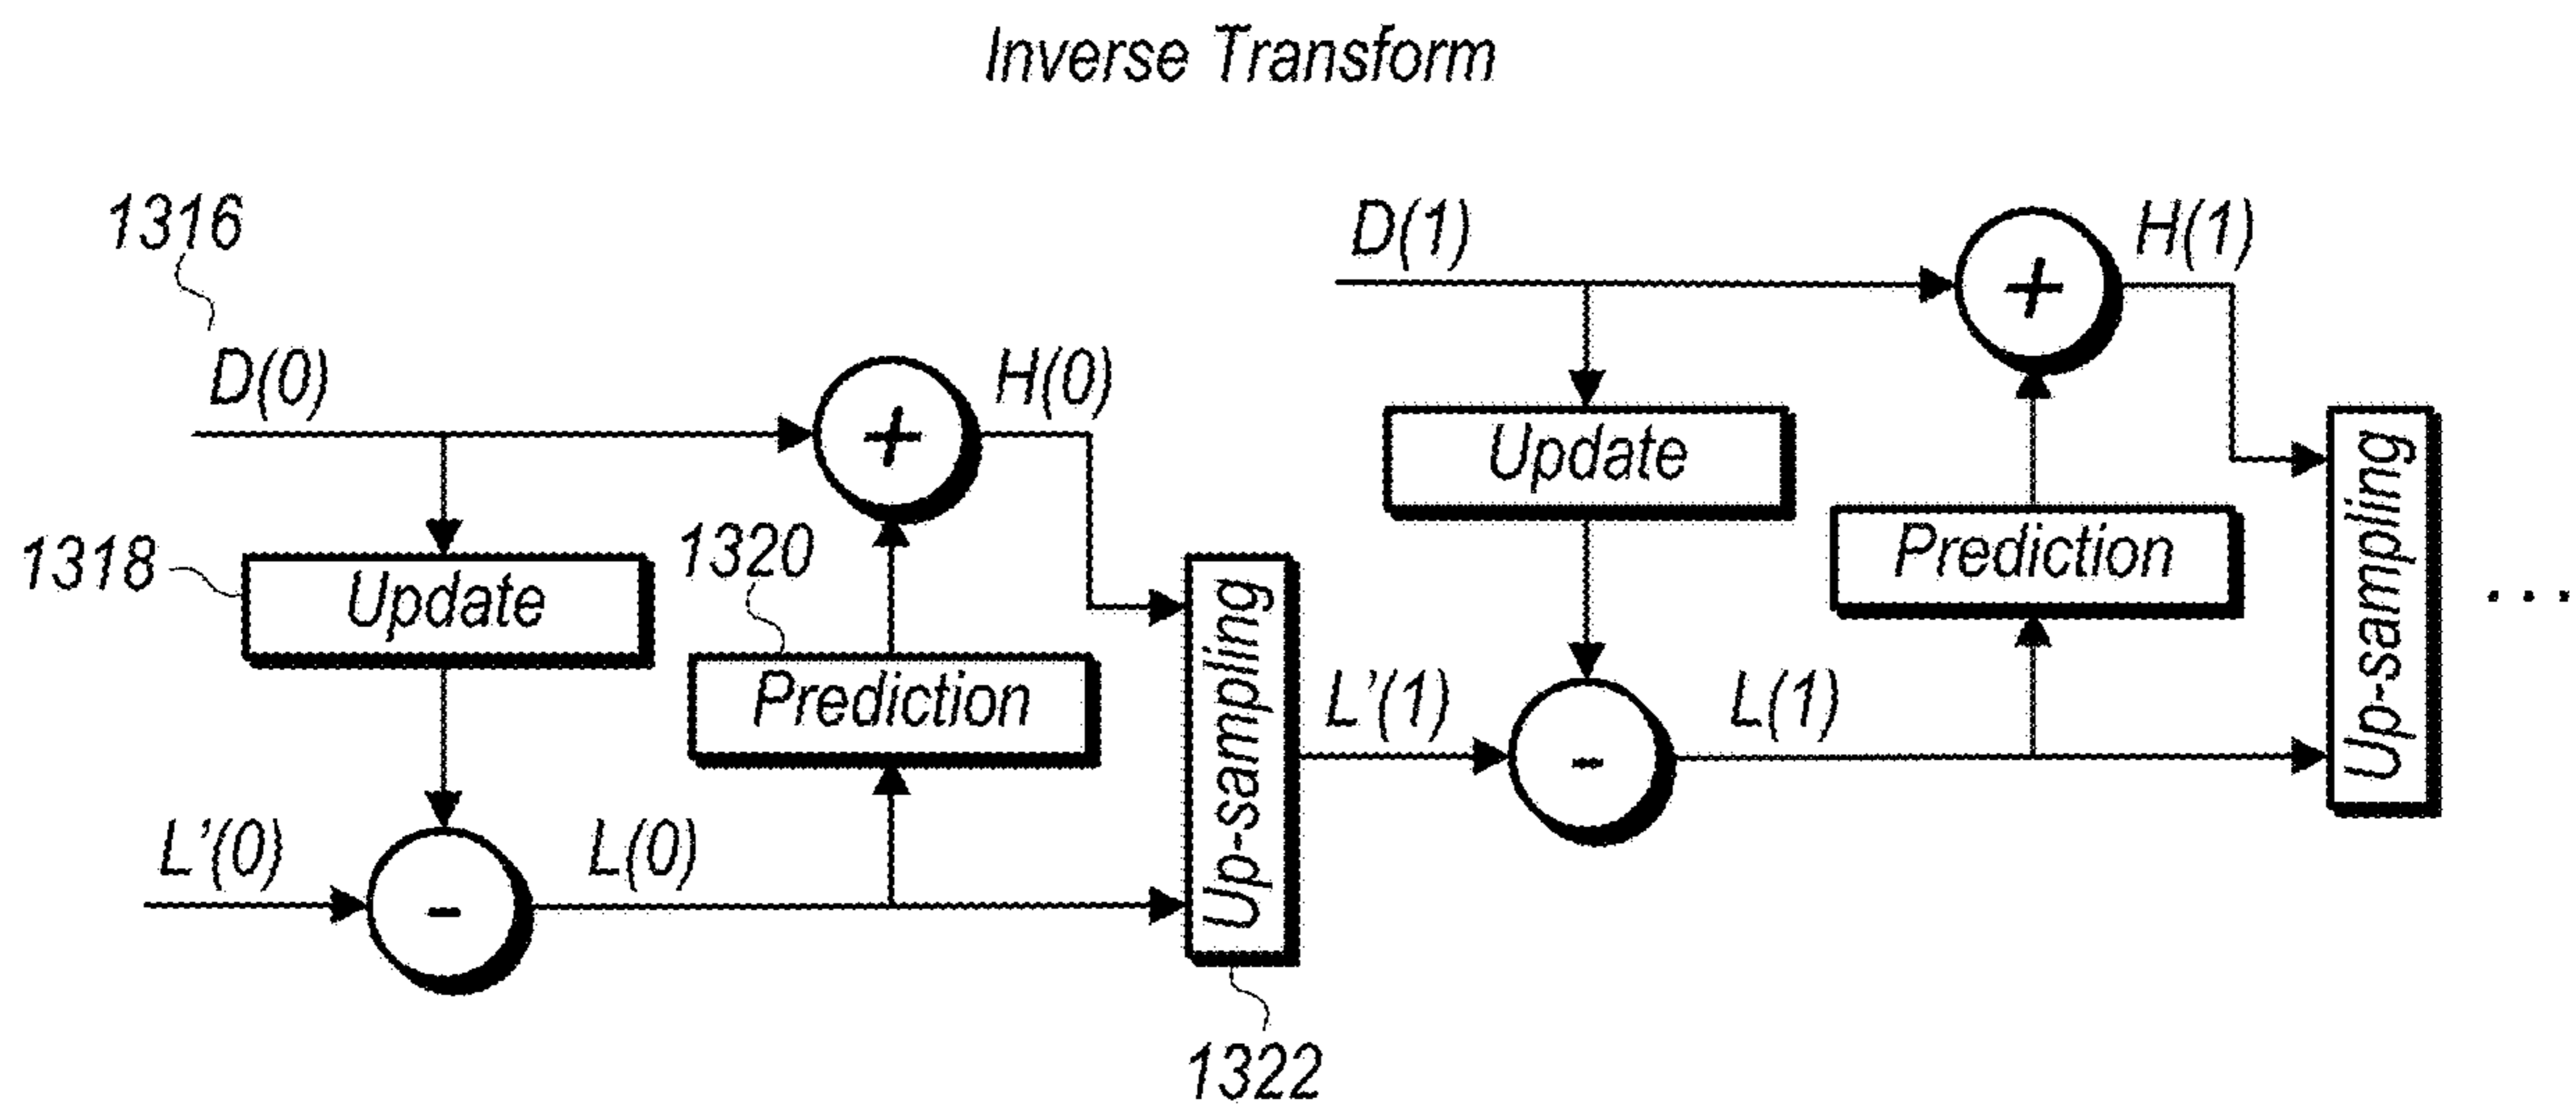 Inverse Transform
1316
D(0)
H(0)
D(1)
H(1)
+
+
1318
Update
1320
Prediction
Up-sampling
Update
Prediction
Up-sampling
...
L'(0)
-
L(0)
L'(1)
-
L(1)
1322